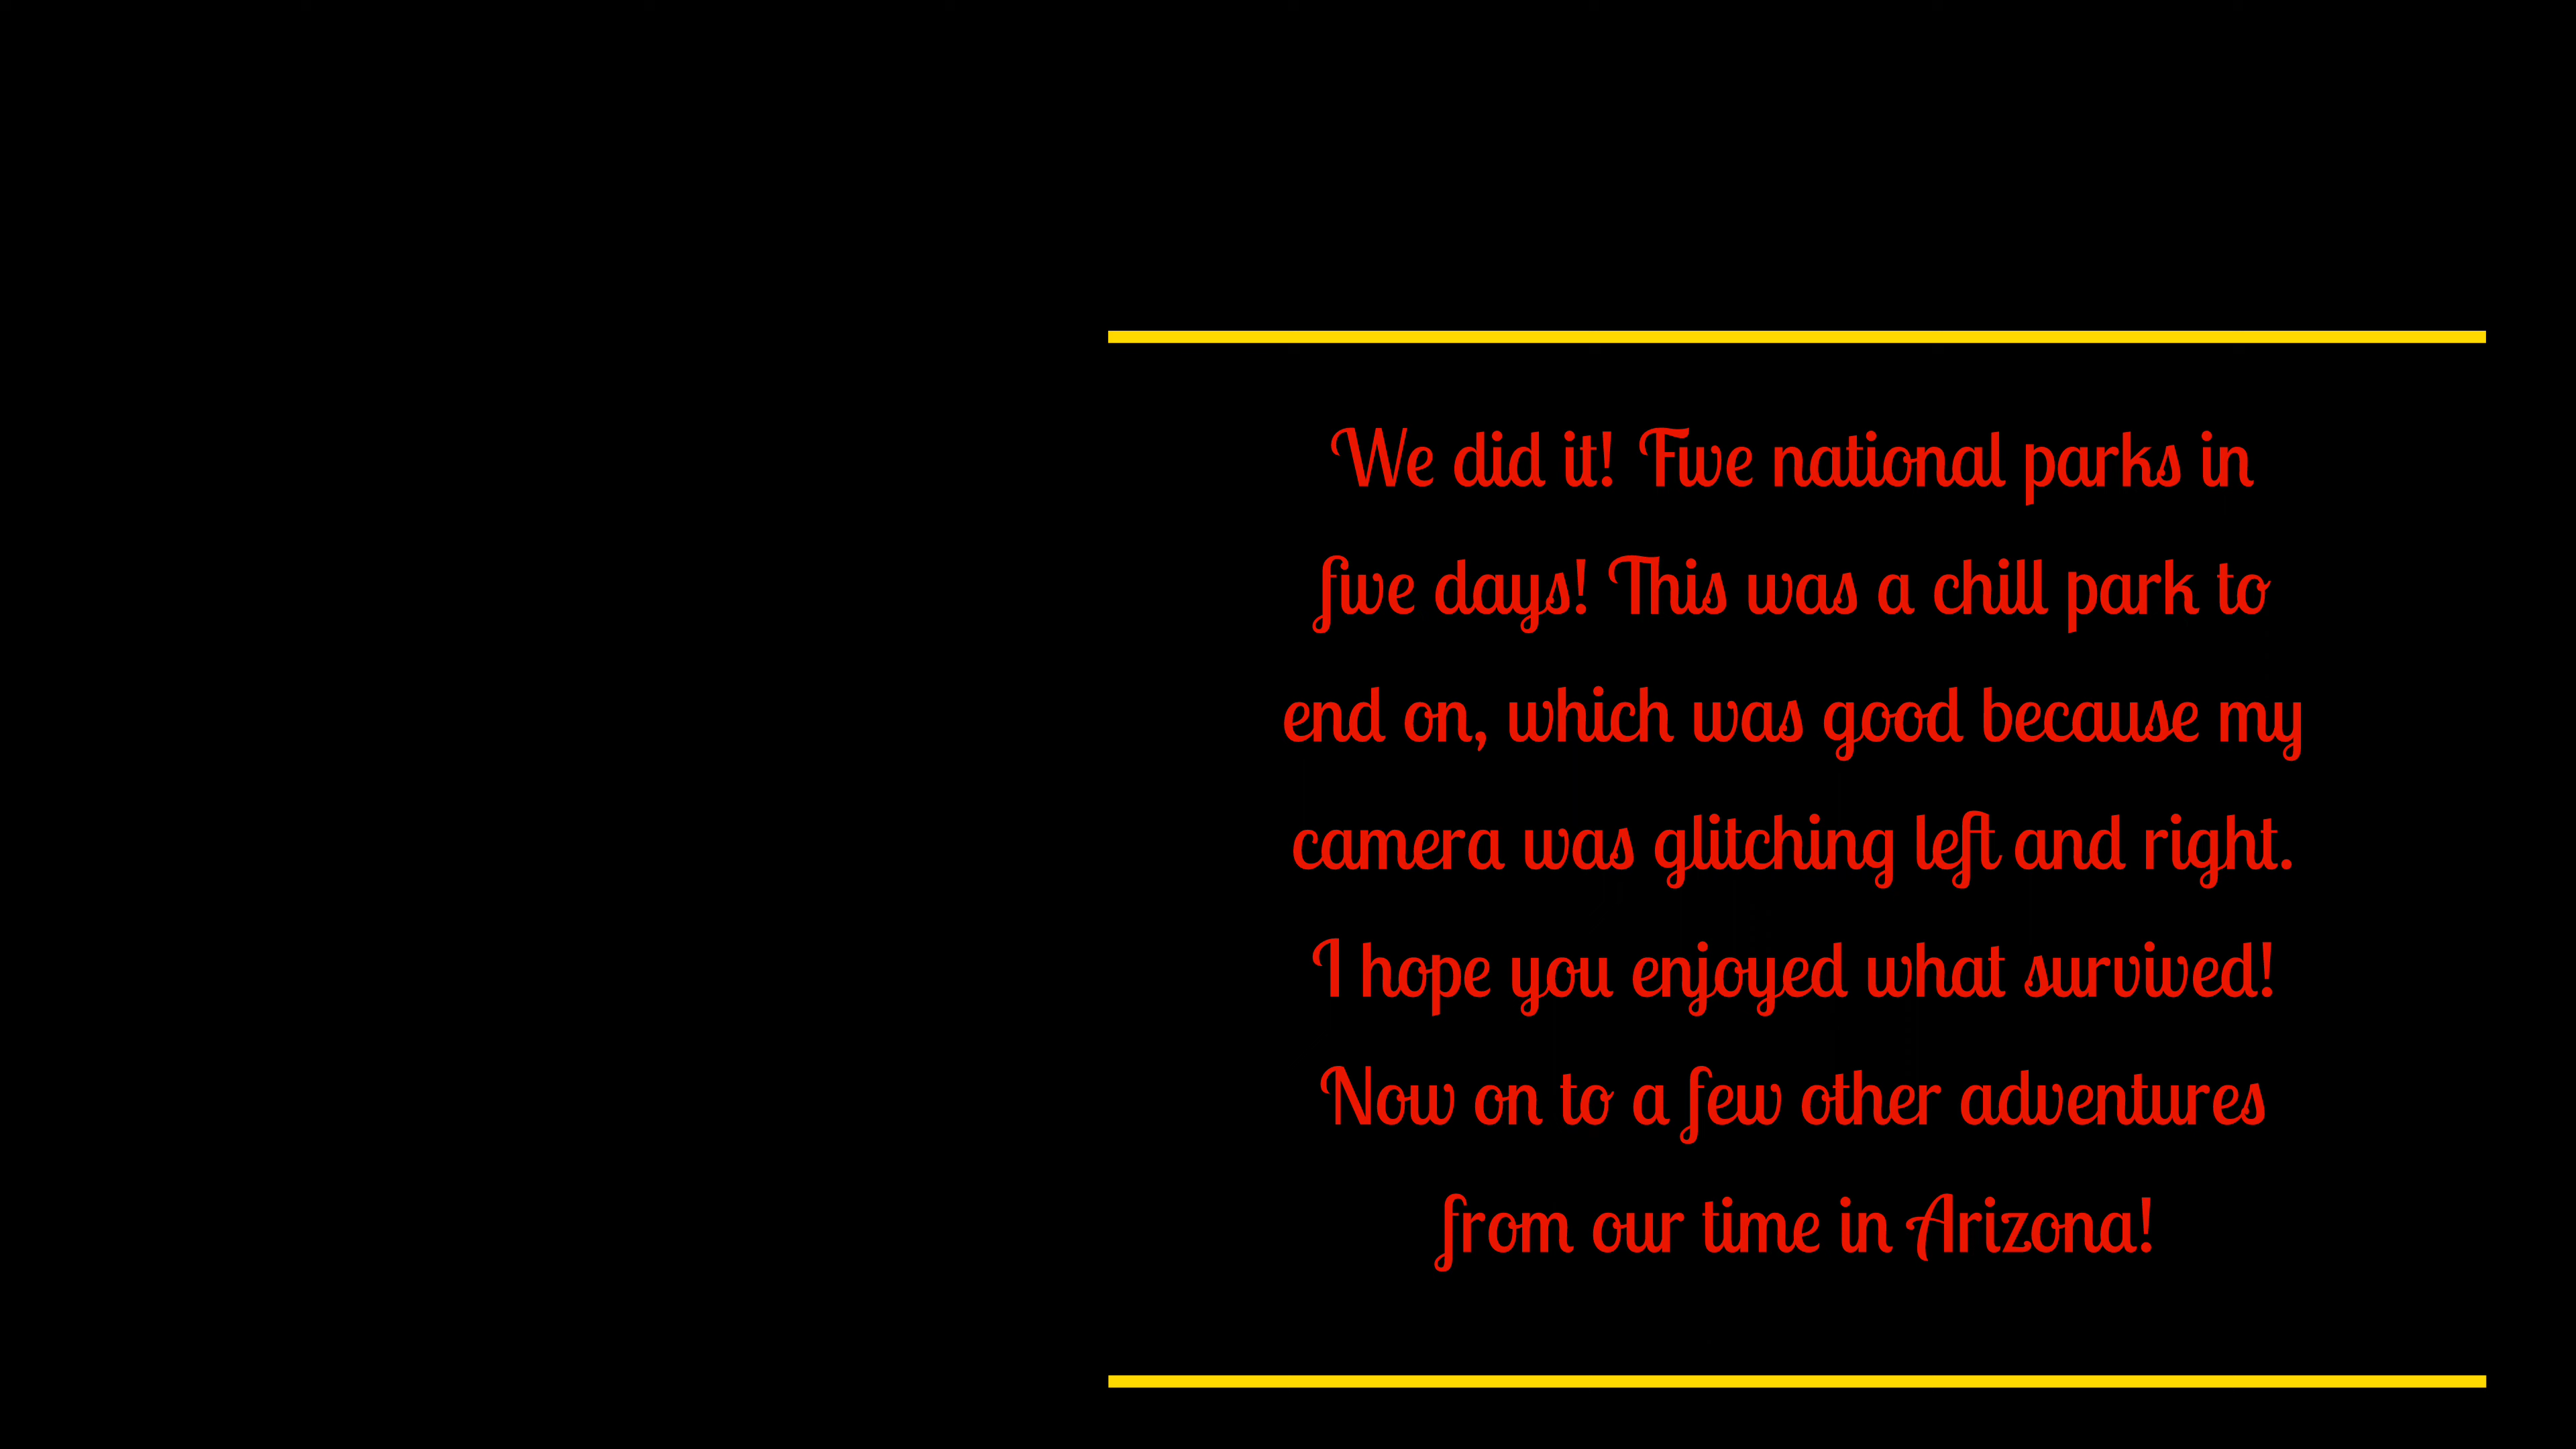 We did it! Five national parks in
five days! This was a chill park to
end on, which was good because my
camera was glitching left and right.
I hope you enjoyed what survived!
Now on to a few other adventures
from our time in Arizona!